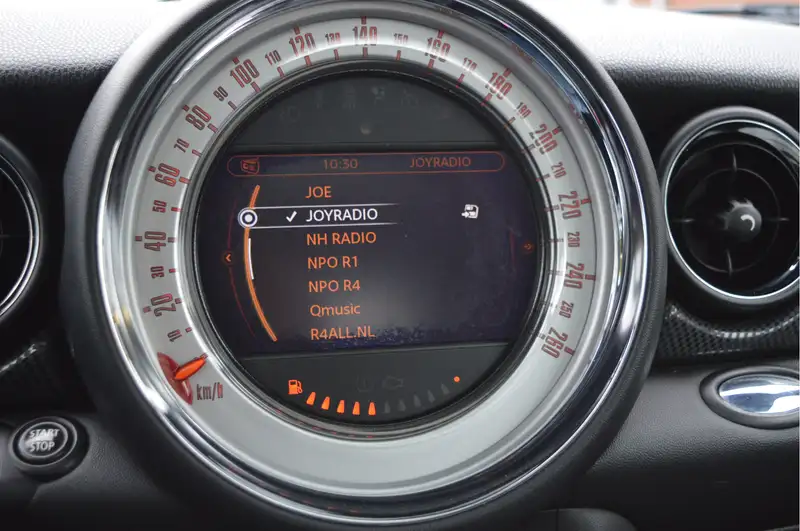 10 20 30 40 50 60 70 80 90 100 110 120 130 140 150 160 170 180 190 200 210 220 230 240 250 260
km/h
10:30 JOYRADIO
JOE
JOYRADIO
NH RADIO
NPO R1
NPO R4
Qmusic
R4ALL.NL
START
STOP